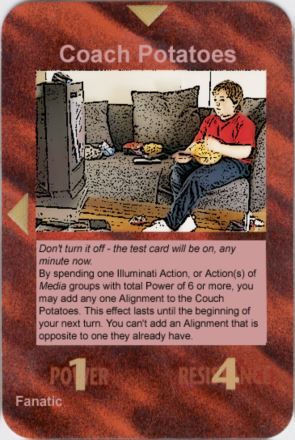 Coach Potatoes
Don't turn it off - the test card will be on, any
minute now.
By spending one Illuminati Action, or Action(s) of
Media groups with total Power of 6 or more, you
may add any one Alignment to the Couch
Potatoes. This effect lasts until the beginning of
your next turn. You can't add an Alignment that is
opposite to one they already have.
POWER 1 RESISTANCE 4
Fanatic